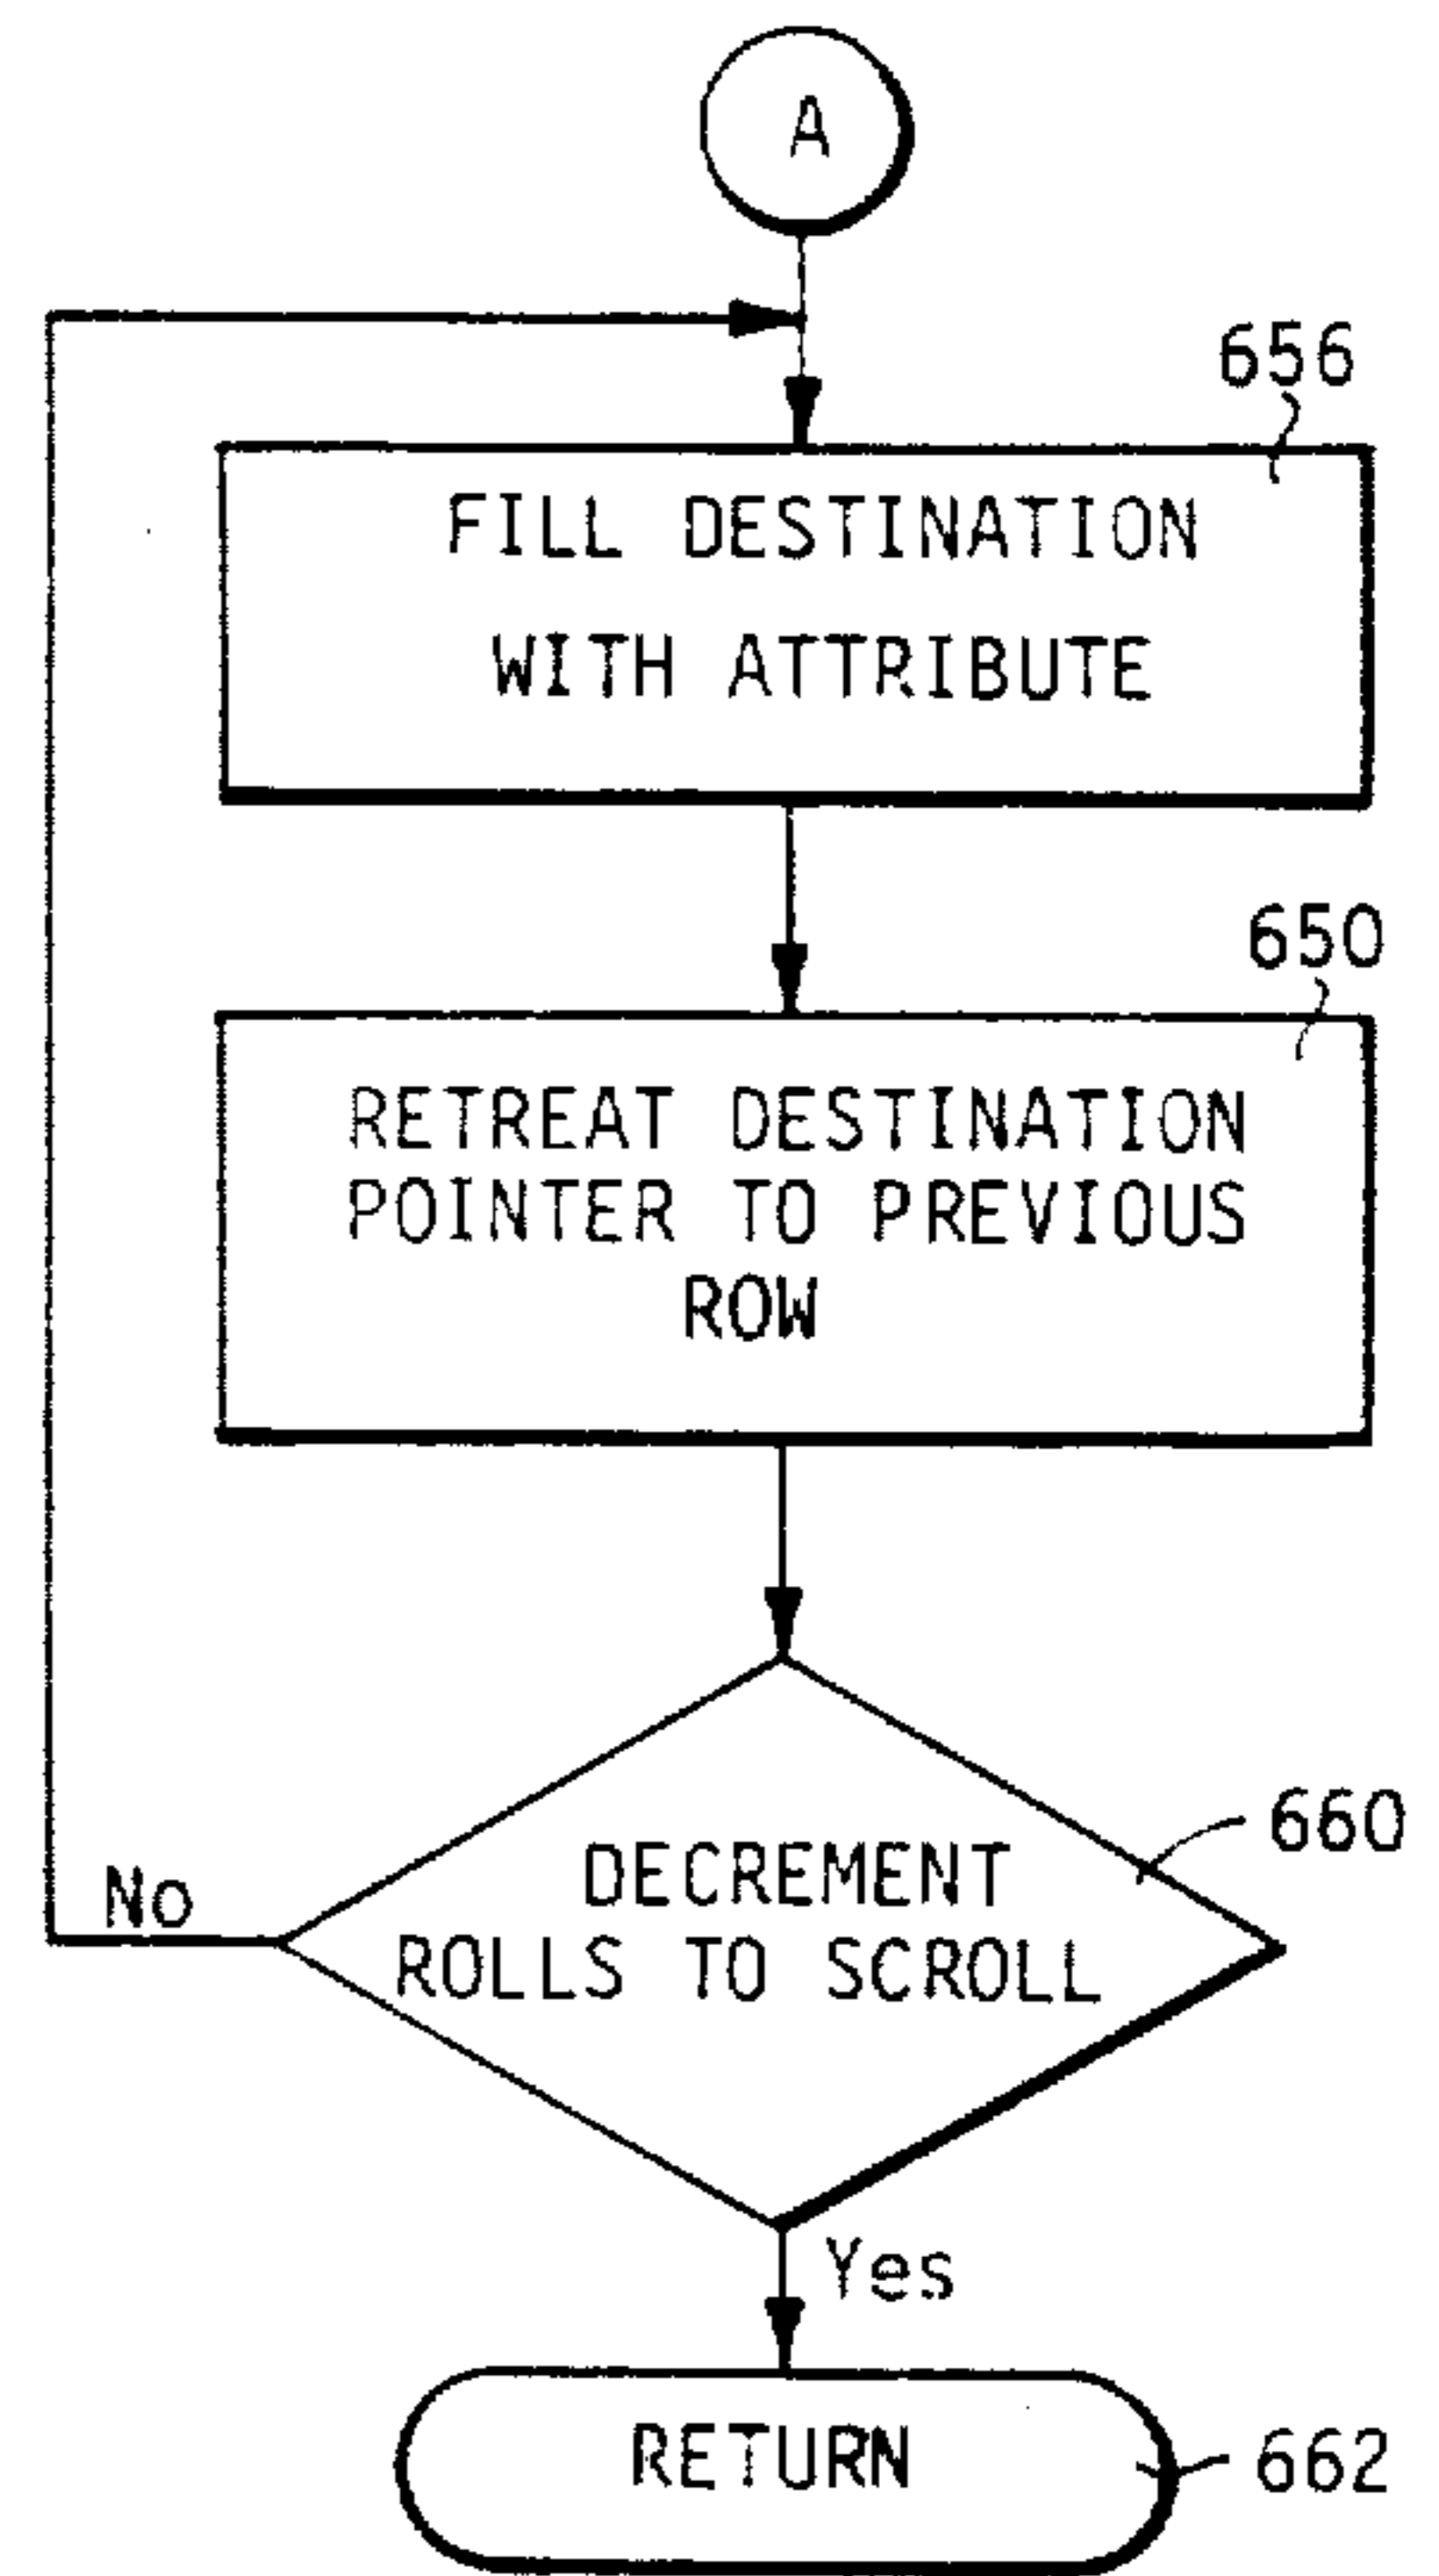 A
656
FILL DESTINATION
WITH ATTRIBUTE
650
RETREAT DESTINATION
POINTER TO PREVIOUS
ROW
660
DECREMENT
ROLLS TO SCROLL
No
Yes
RETURN
662